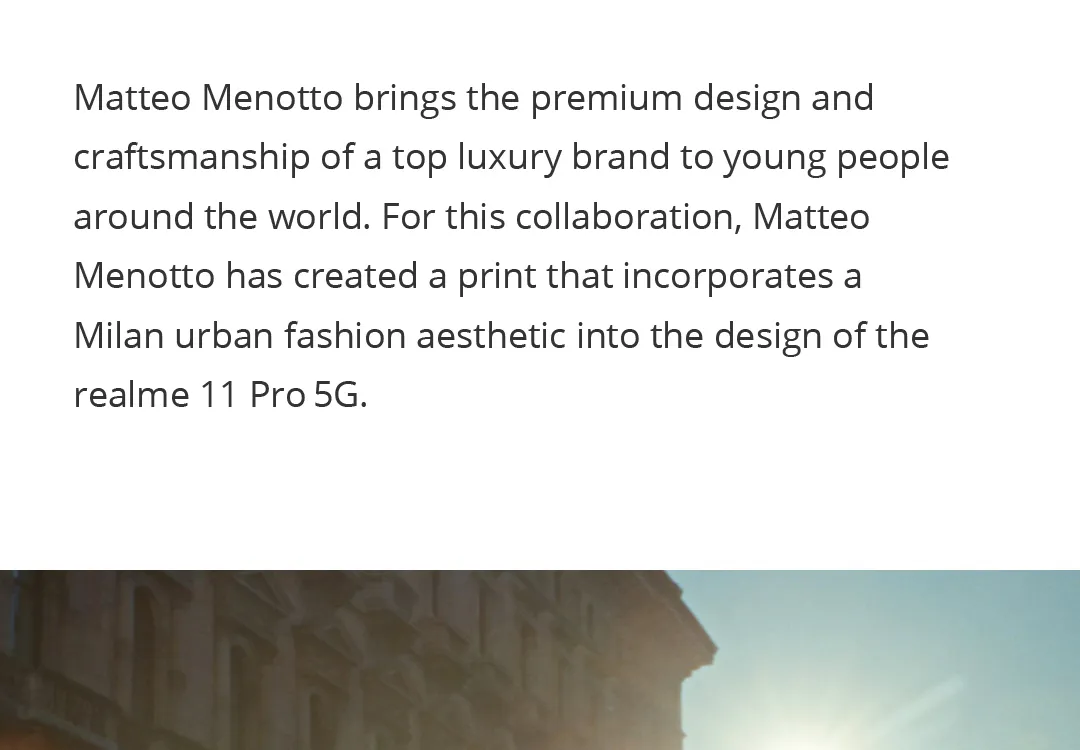 Matteo Menotto brings the premium design and
craftsmanship of a top luxury brand to young people
around the world. For this collaboration, Matteo
Menotto has created a print that incorporates a
Milan urban fashion aesthetic into the design of the
realme 11 Pro 5G.